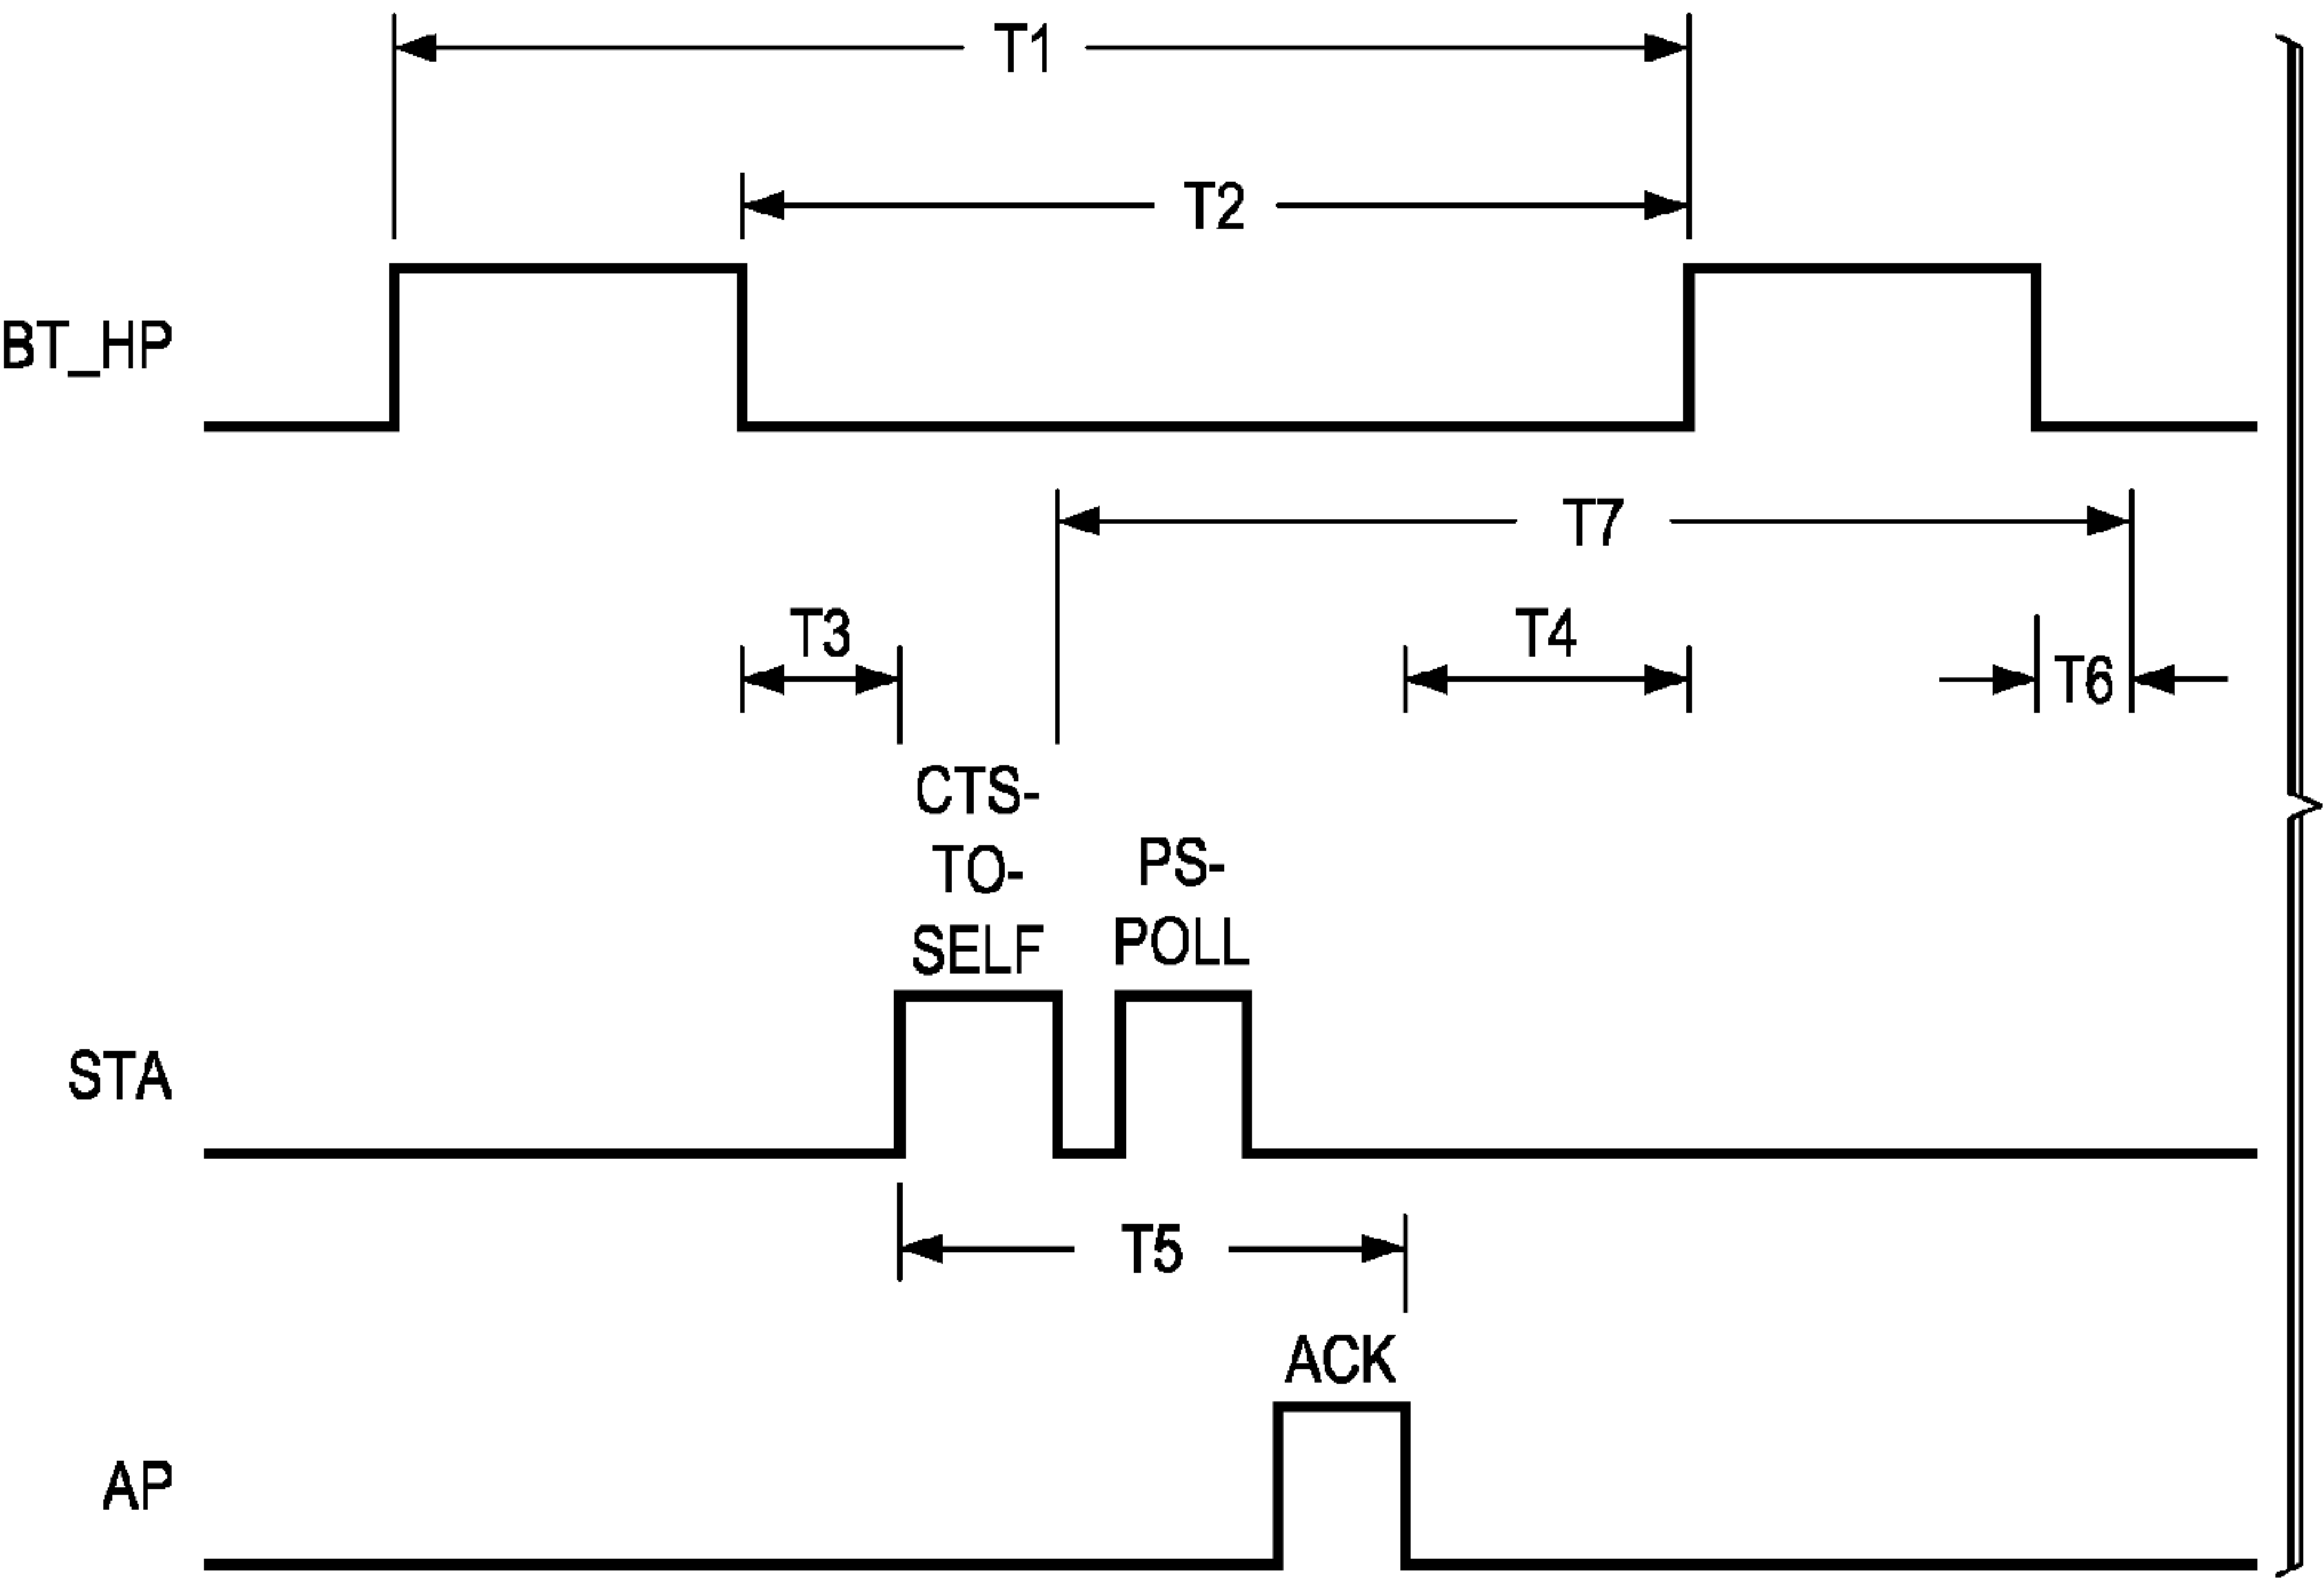 T1
T2
BT_HP
T7
T3
T4
T6
CTS-
TO-
SELF
PS-
POLL
STA
T5
ACK
AP